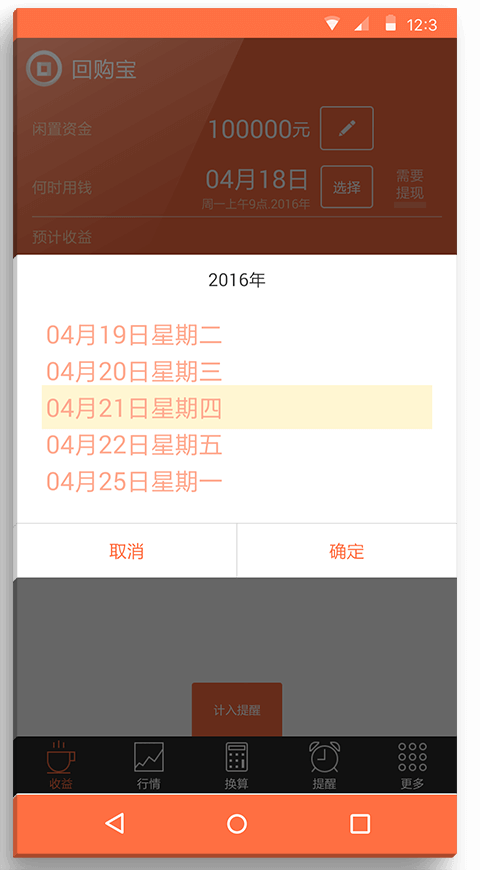 12:3
回购宝
闲置资金
100000元
何时用钱
04月18日
选择
需要
提现
周一上午9点.2016年
预计收益
2016年
04月19日星期二
04月20日星期三
04月21日星期四
04月22日星期五
04月25日星期一
取消
确定
计入提醒
收益
行情
换算
提醒
更多